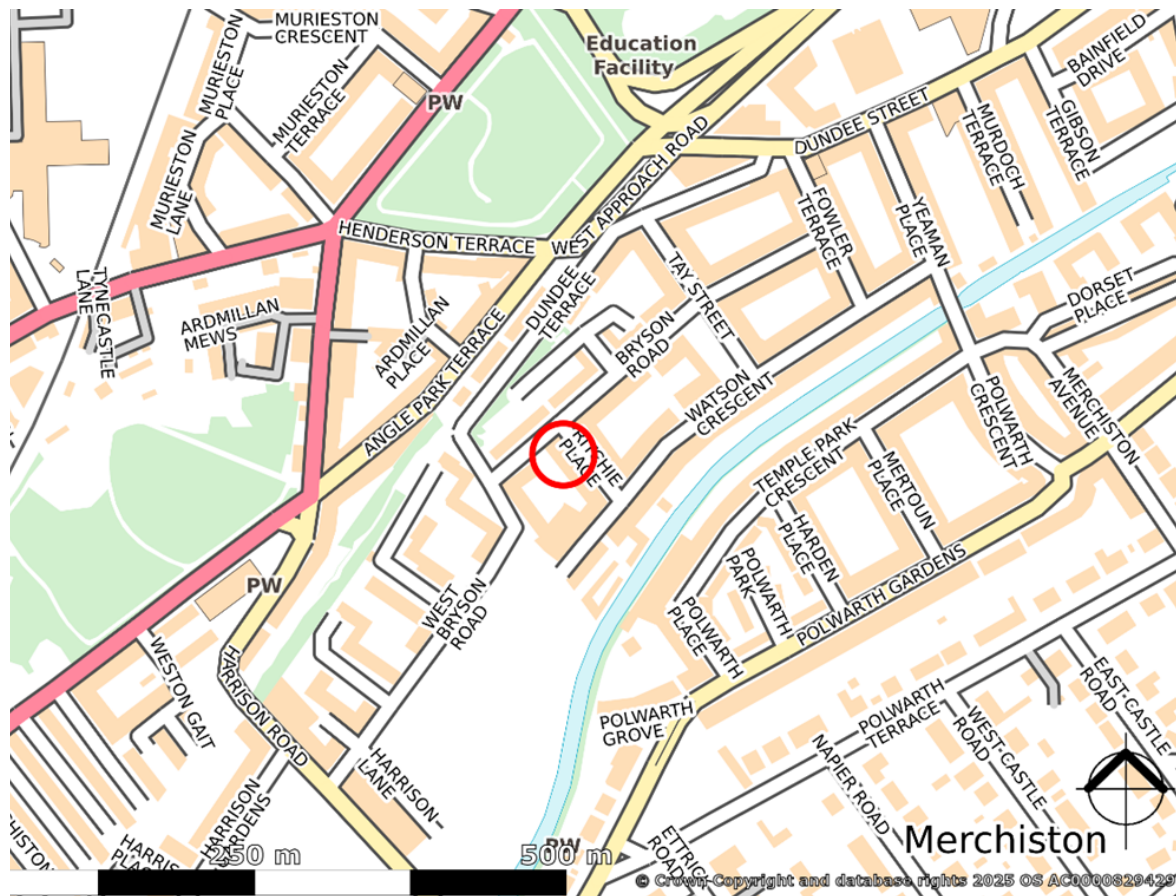 MURIESTON
CRESCENT
Education
Facility
BAINFIELD
DRIVE
MURIESTON
PLACE
MURIESTON
TERRACE
PW
GIBSON
TERRACE
DUNDEE STREET
MURDOCH
TERRACE
MURIESTON
LANE
WEST APPROACH ROAD
FOWLER
TERRACE
YEAMAN
PLACE
HENDERSON TERRACE
TAY STREET
TYNECASTLE
LANE
DORSET
PLACE
ARDMILLAN
MEWS
DUNDEE
TERRACE
ARDMILLIAN
PLACE
BRYSON
ROAD
ANGLE PARK TERRACE
WATSON
CRESCENT
MERCHISTON
AVENUE
POLWARTH
CRESCENT
RITCHIE
PLACE
TEMPLE PARK
CRESCENT
MERTOUN
PLACE
HARDEN
PLACE
PW
WEST
BRYSON
ROAD
POLWARTH
PARK
POLWARTH
PLACE
POLWARTH GARDENS
WESTON GAIT
HARRISON ROAD
POLWARTH
GROVE
POLWARTH
TERRACE
EAST CASTLE
ROAD
WEST CASTLE
ROAD
NAPIER ROAD
HARRISON
LANE
HARRISON
GARDENS
PW
Merchiston
250 m
500 m
© Crown Copyright and database rights 2025 OS